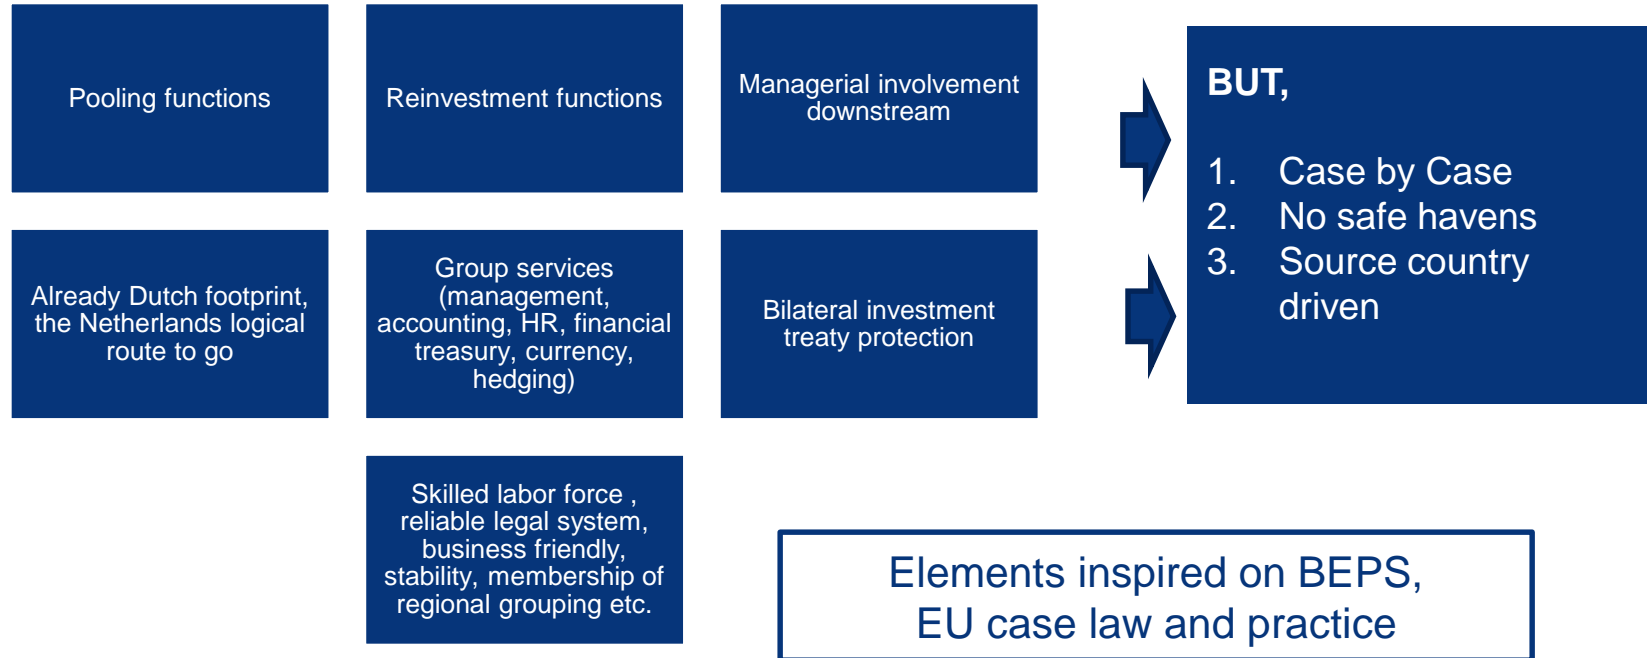 Pooling functions
Reinvestment functions
Managerial involvement
downstream
Already Dutch footprint,
the Netherlands logical
route to go
Group services
(management,
accounting, HR, financial
treasury, currency,
hedging)
Bilateral investment
treaty protection
Skilled labor force ,
reliable legal system,
business friendly,
stability, membership of
regional grouping etc.
BUT,
1. Case by Case
2. No safe havens
3. Source country
driven
Elements inspired on BEPS,
EU case law and practice